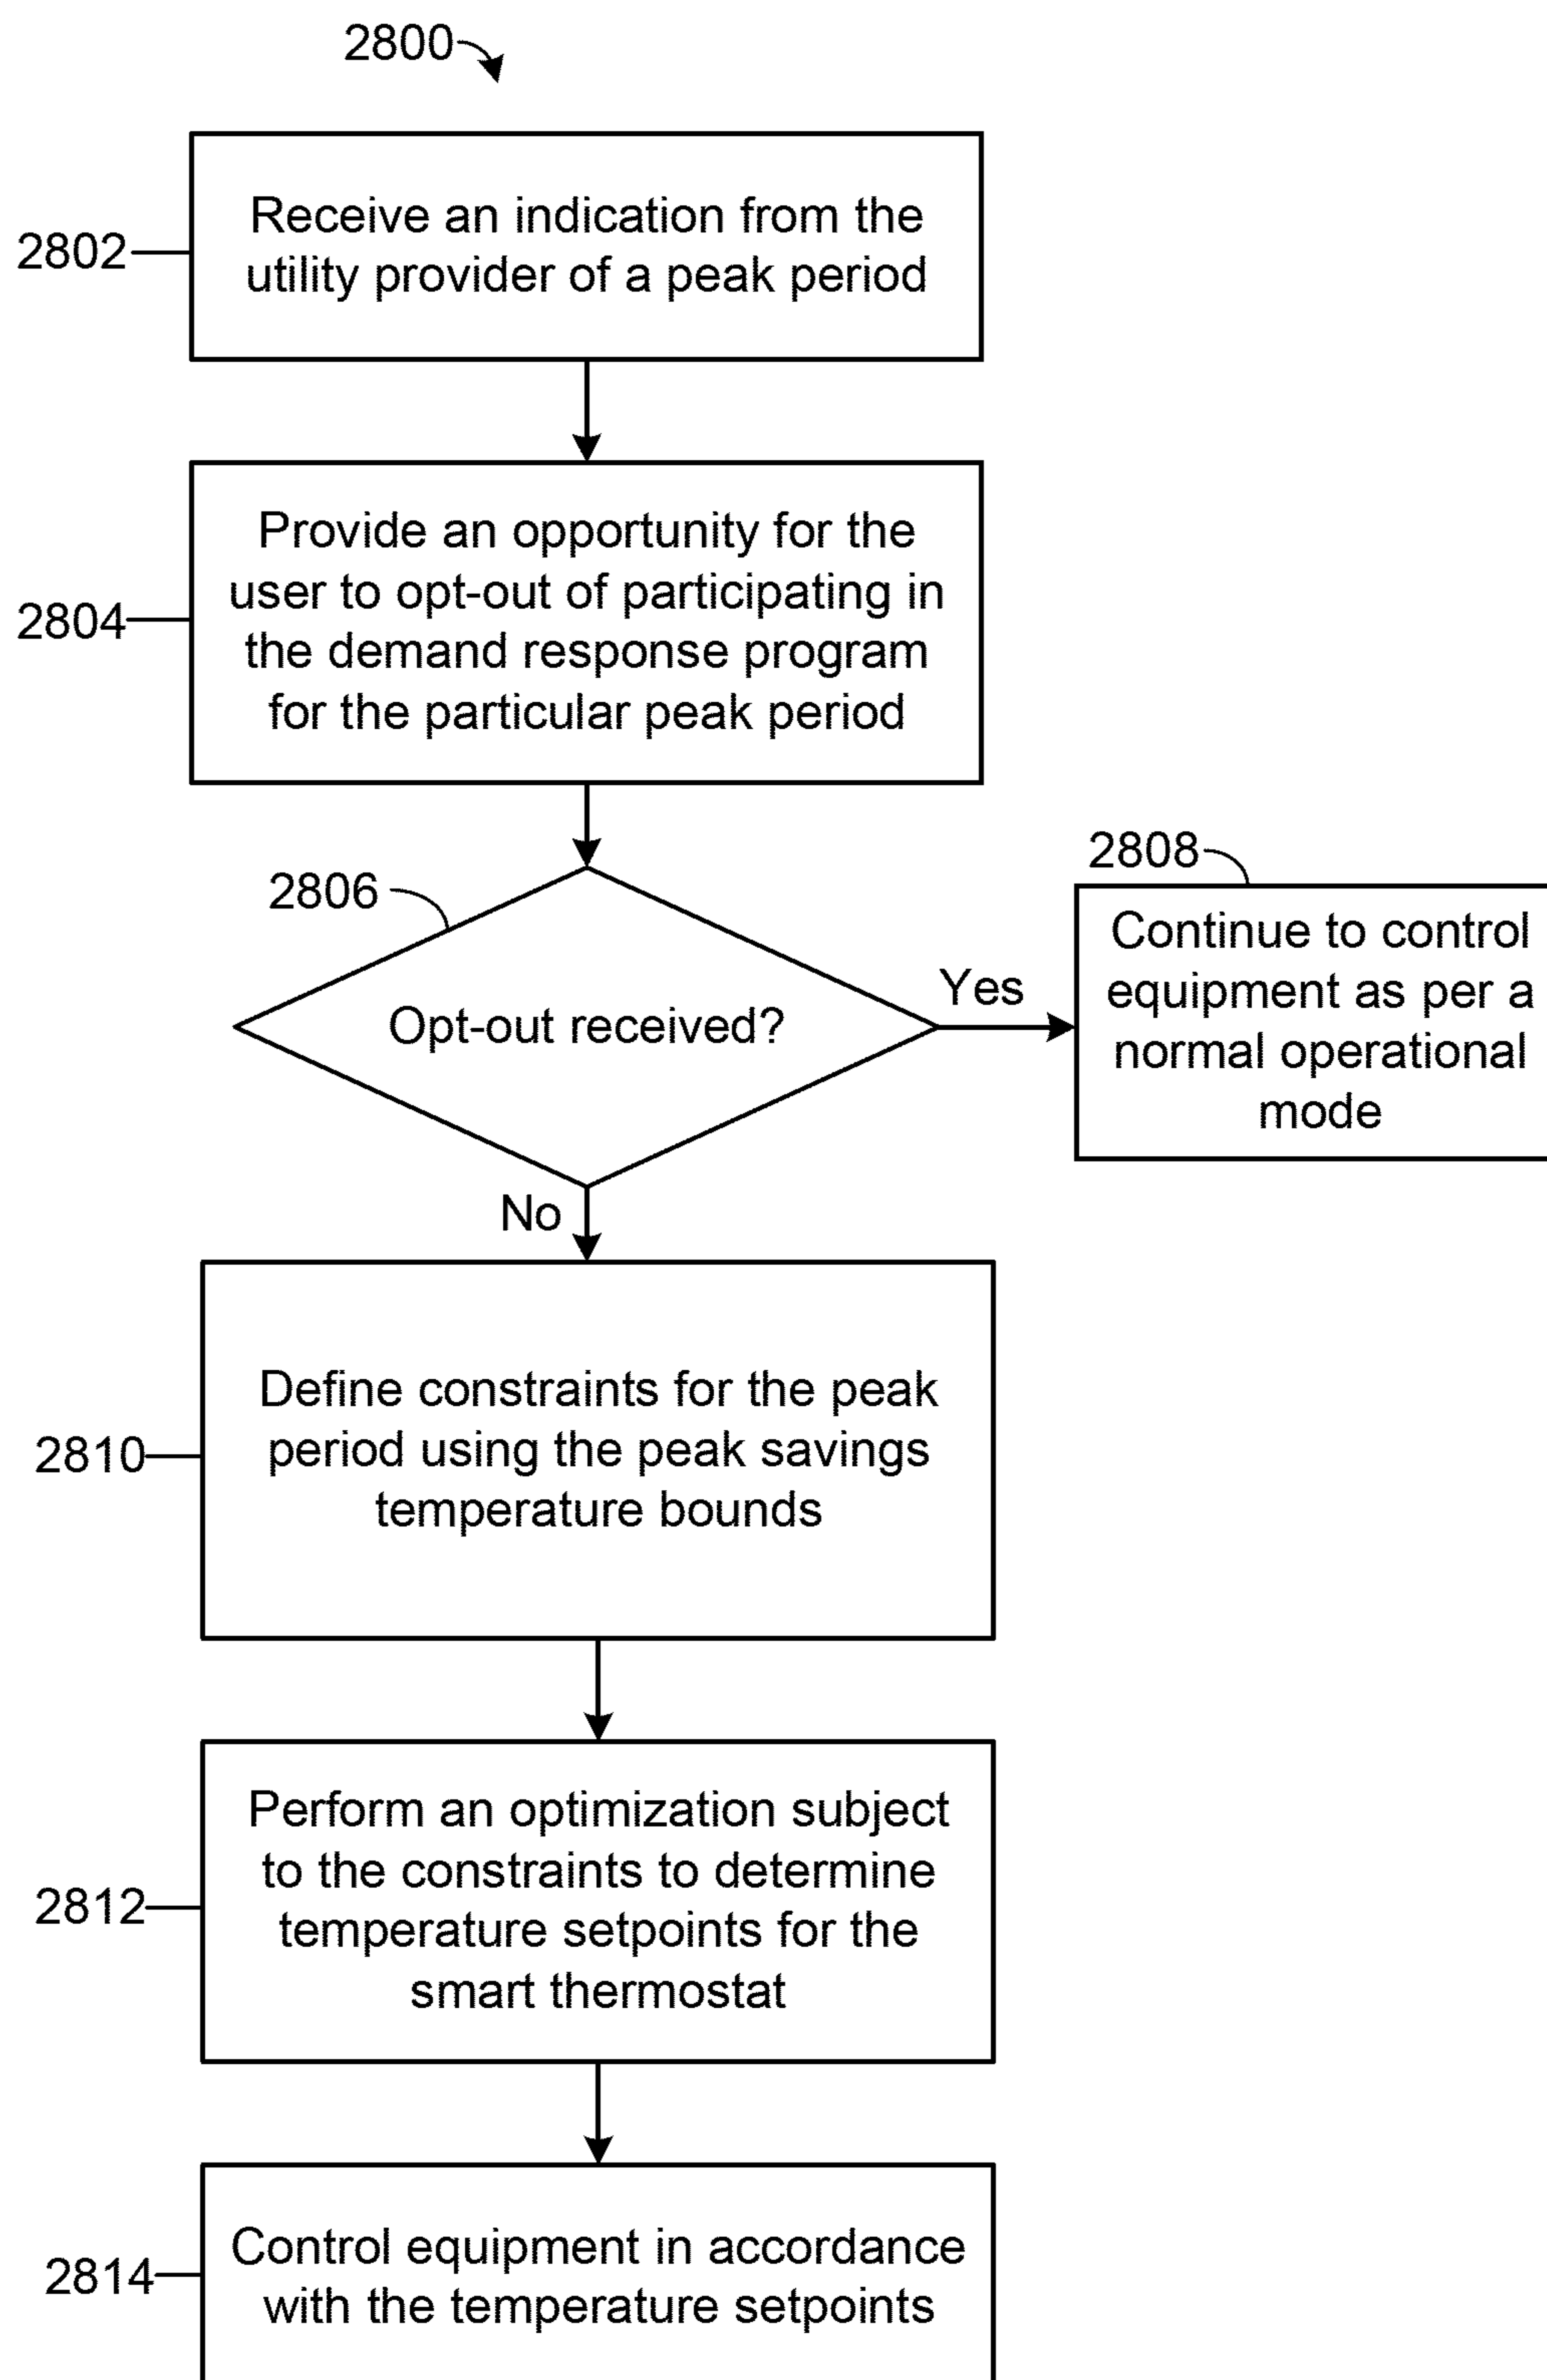 2800
2802
Receive an indication from the
utility provider of a peak period
2804
Provide an opportunity for the
user to opt-out of participating in
the demand response program
for the particular peak period
2806
Opt-out received?
Yes
2808
Continue to control
equipment as per a
normal operational
mode
No
2810
Define constraints for the peak
period using the peak savings
temperature bounds
2812
Perform an optimization subject
to the constraints to determine
temperature setpoints for the
smart thermostat
2814
Control equipment in accordance
with the temperature setpoints